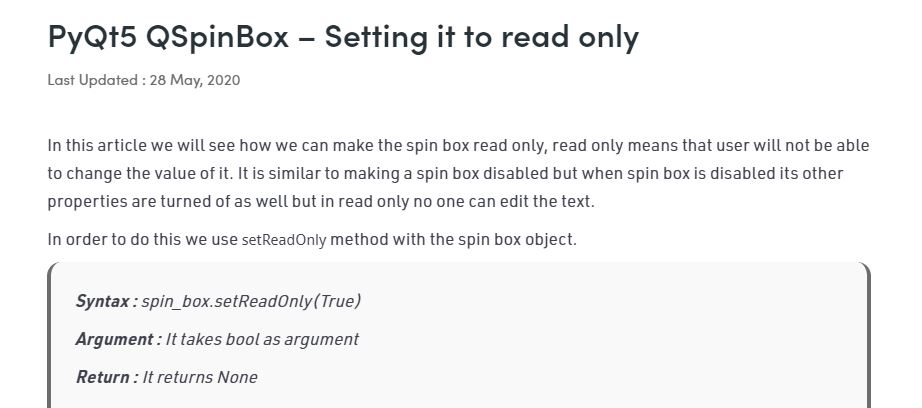 PyQt5 QSpinBox – Setting it to read only
Last Updated : 28 May, 2020
In this article we will see how we can make the spin box read only, read only means that user will not be able
to change the value of it. It is similar to making a spin box disabled but when spin box is disabled its other
properties are turned of as well but in read only no one can edit the text.
In order to do this we use setReadOnly method with the spin box object.
Syntax : spin_box.setReadOnly(True)
Argument : It takes bool as argument
Return : It returns None